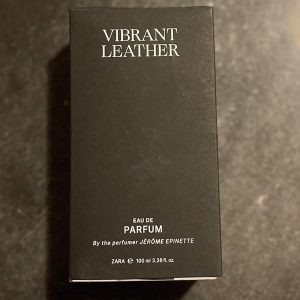 VIBRANT
LEATHER
EAU DE
PARFUM
By the perfumer JÉRÔME EPINETTE
ZARA ℮ 100 ml 3.38 fl. oz.